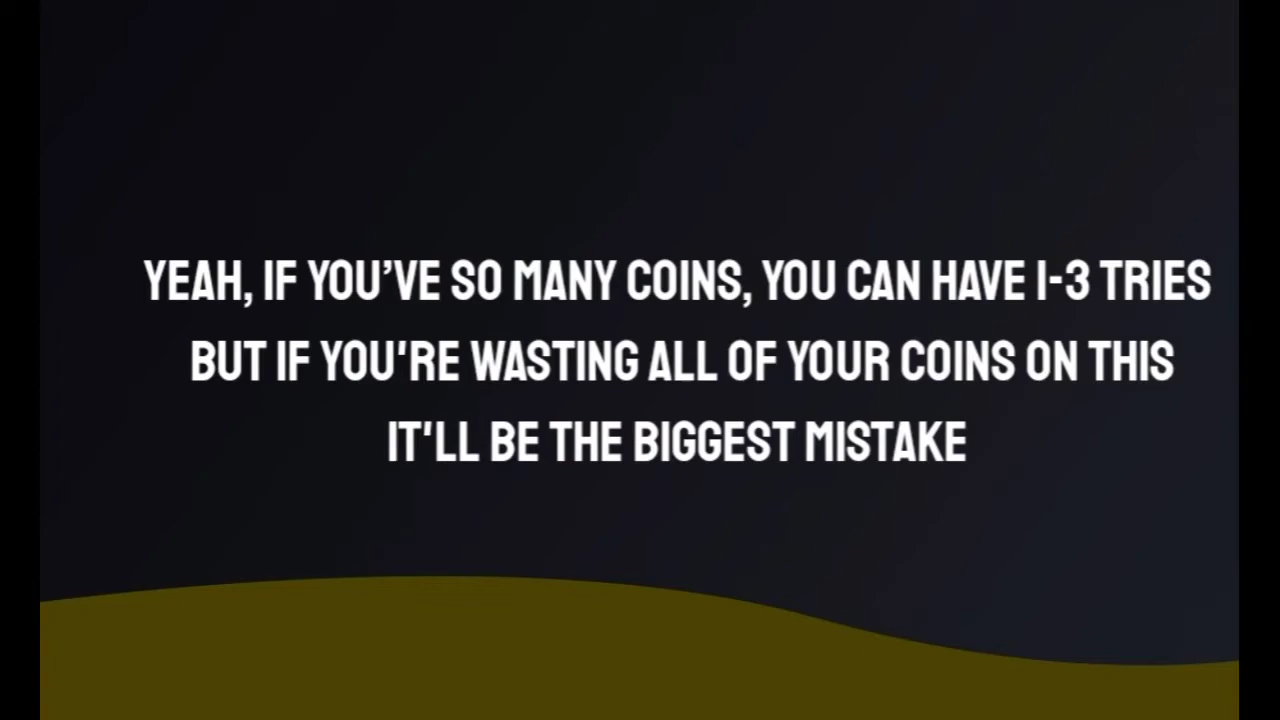 YEAH, IF YOU’VE SO MANY COINS, YOU CAN HAVE 1-3 TRIES
BUT IF YOU'RE WASTING ALL OF YOUR COINS ON THIS
IT'LL BE THE BIGGEST MISTAKE